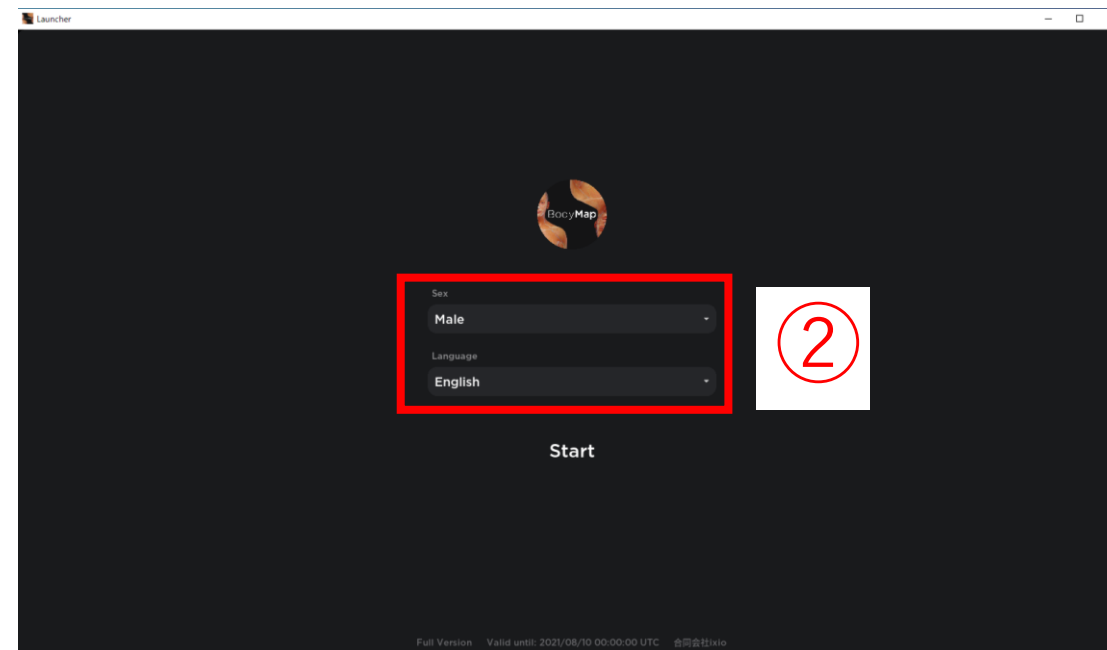 Launcher
BocyMap
Sex
Male
Language
English
②
Start
Full Version Valid until: 2021/08/10 00:00:00 UTC 合同会社ixio